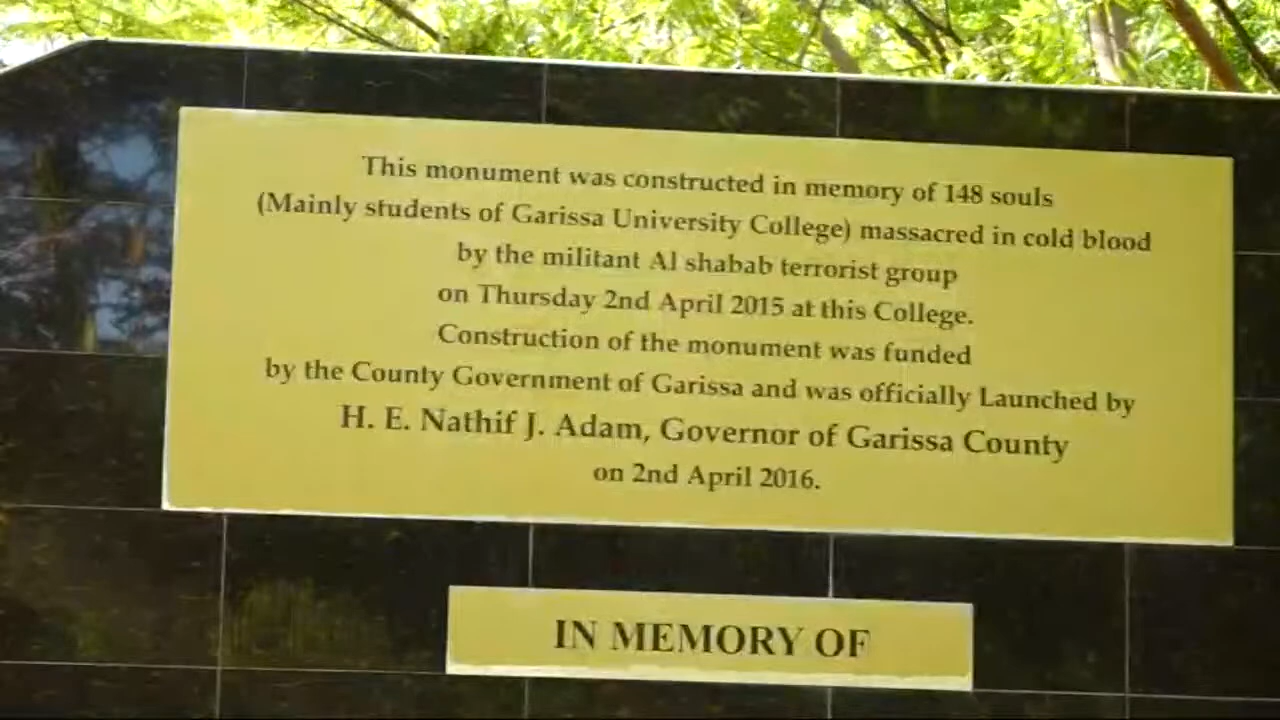 This monument was constructed in memory of 148 souls
(Mainly students of Garissa University College) massacred in cold blood
by the militant Al shabab terrorist group
on Thursday 2nd April 2015 at this College.
Construction of the monument was funded
by the County Government of Garissa and was officially Launched by
H. E. Nathif J. Adam, Governor of Garissa County
on 2nd April 2016.
IN MEMORY OF